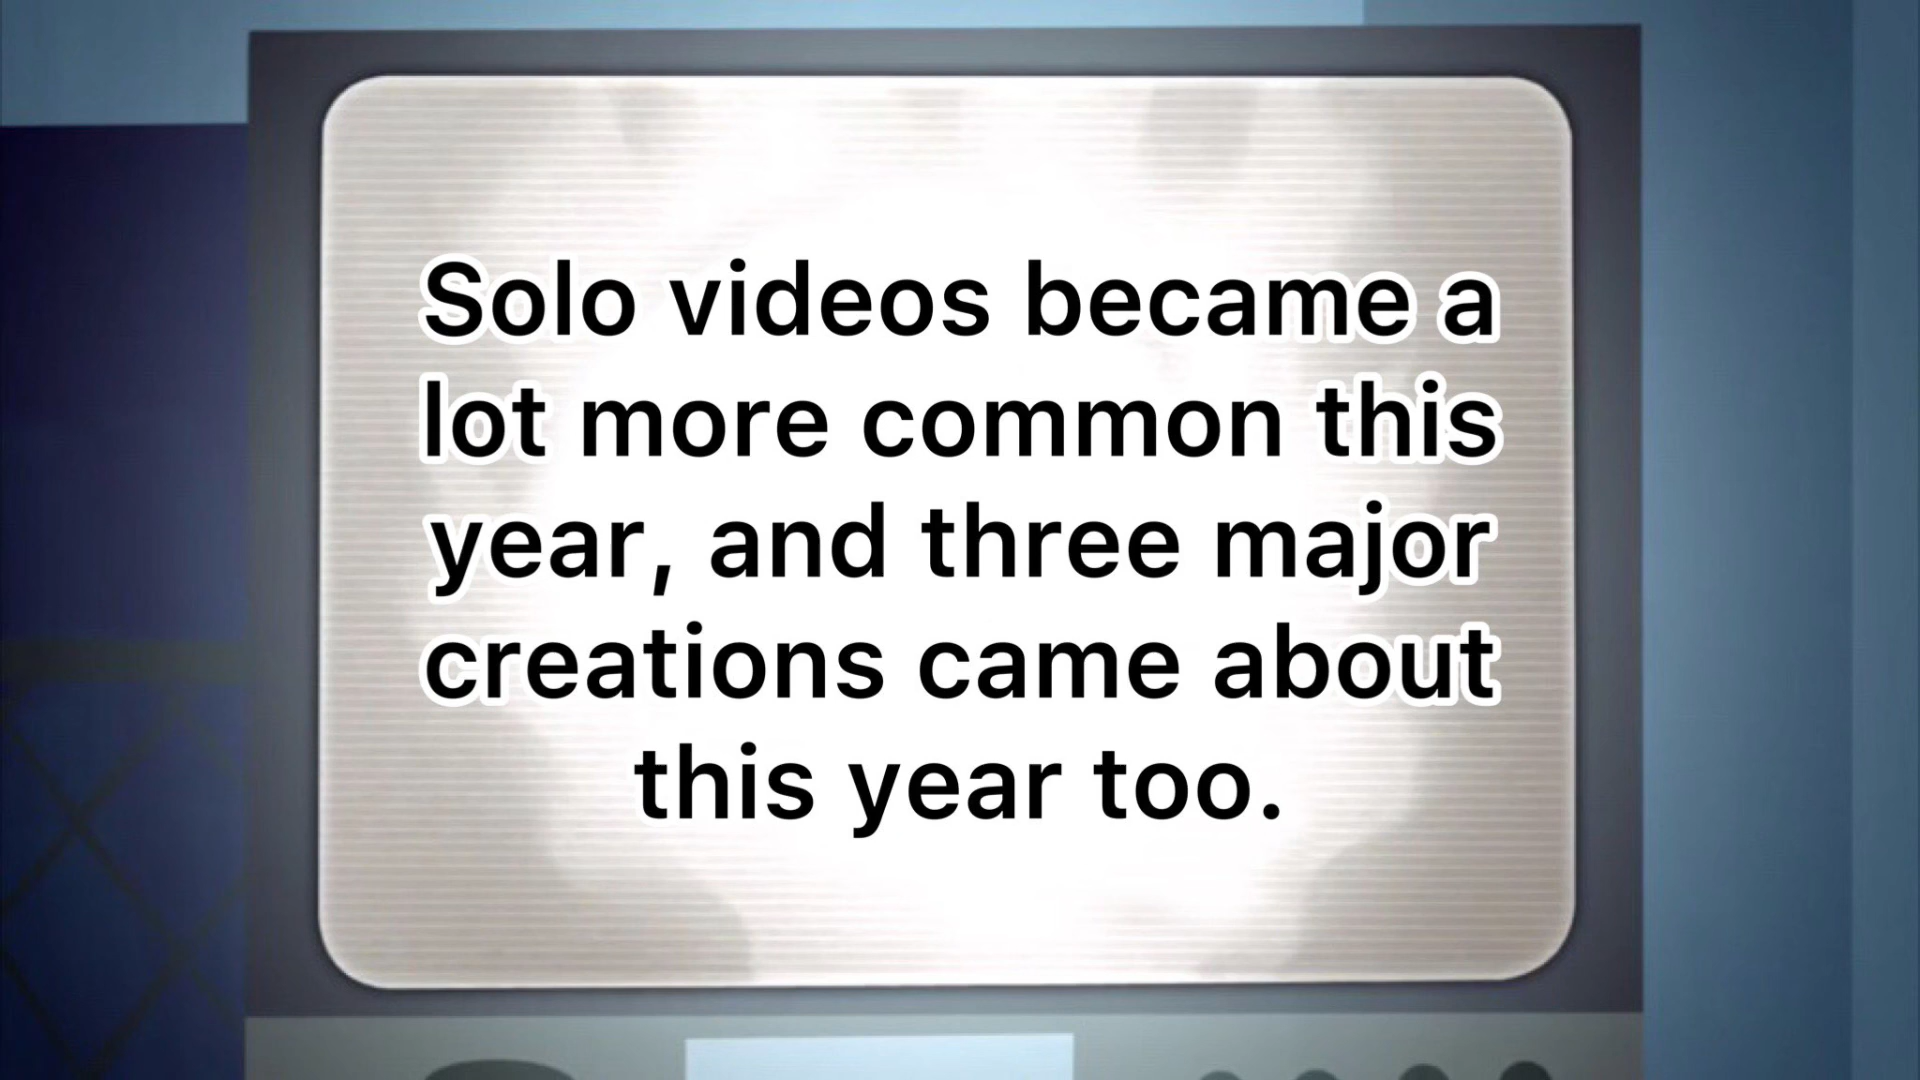 Solo videos became a
lot more common this
year, and three major
creations came about
this year too.